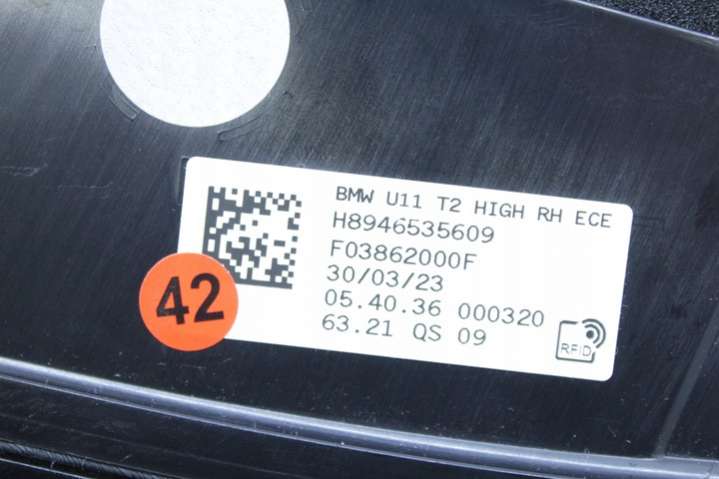 BMW U11 T2 HIGH RH ECE
H8946535609
F03862000F
30/03/23
05.40.36 000320
63.21 QS 09
RFID
42